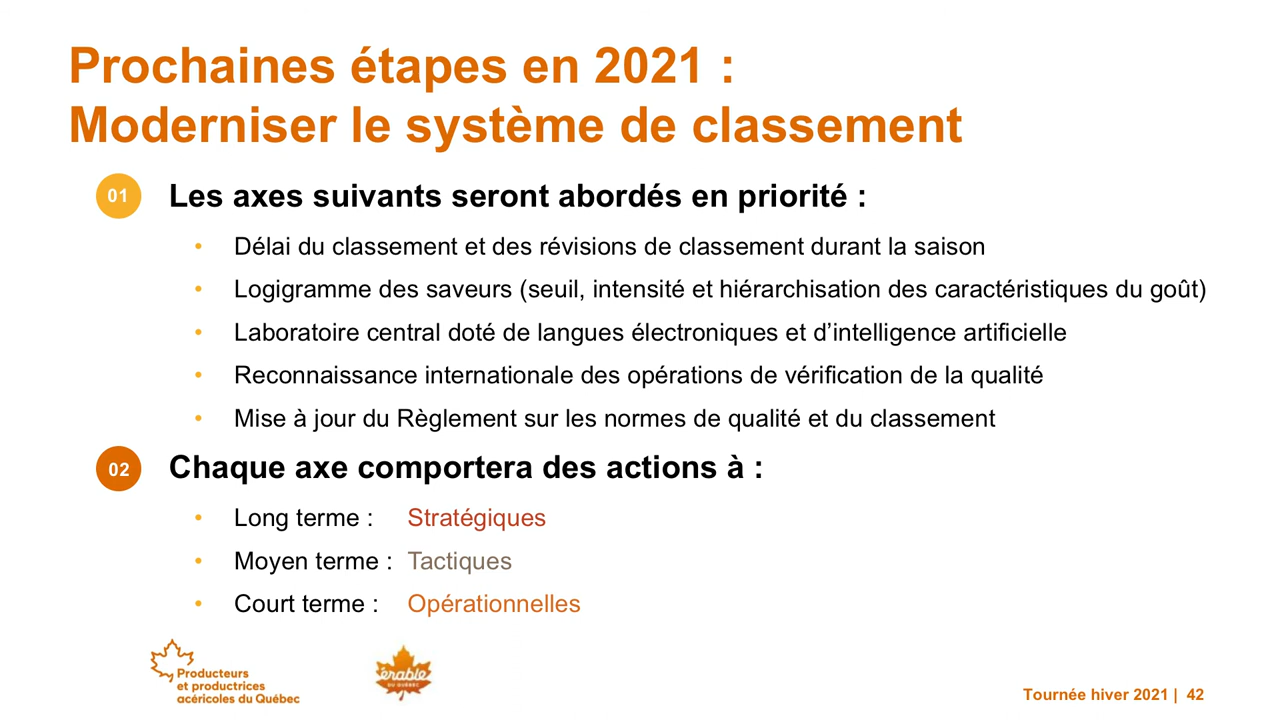 Prochaines étapes en 2021 :
Moderniser le système de classement
01 Les axes suivants seront abordés en priorité :
• Délai du classement et des révisions de classement durant la saison
• Logigramme des saveurs (seuil, intensité et hiérarchisation des caractéristiques du goût)
• Laboratoire central doté de langues électroniques et d’intelligence artificielle
• Reconnaissance internationale des opérations de vérification de la qualité
• Mise à jour du Règlement sur les normes de qualité et du classement
02 Chaque axe comportera des actions à :
• Long terme : Stratégiques
• Moyen terme : Tactiques
• Court terme : Opérationnelles
Producteurs
et productrices
acéricoles du Québec
érable
DU QUÉBEC
Tournée hiver 2021 | 42